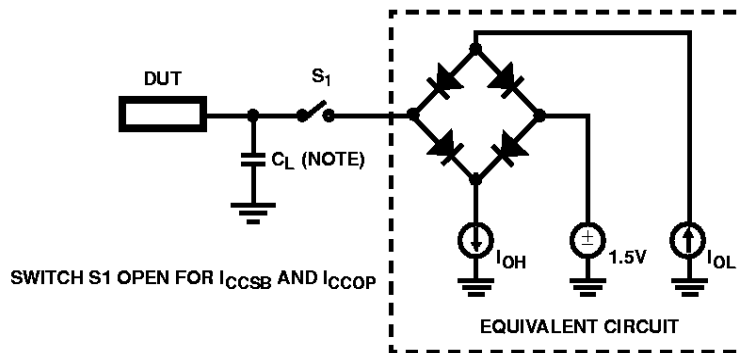 DUT
S1
CL (NOTE)
IOH
±
1.5V
IOL
SWITCH S1 OPEN FOR ICCSB AND ICCOP
EQUIVALENT CIRCUIT